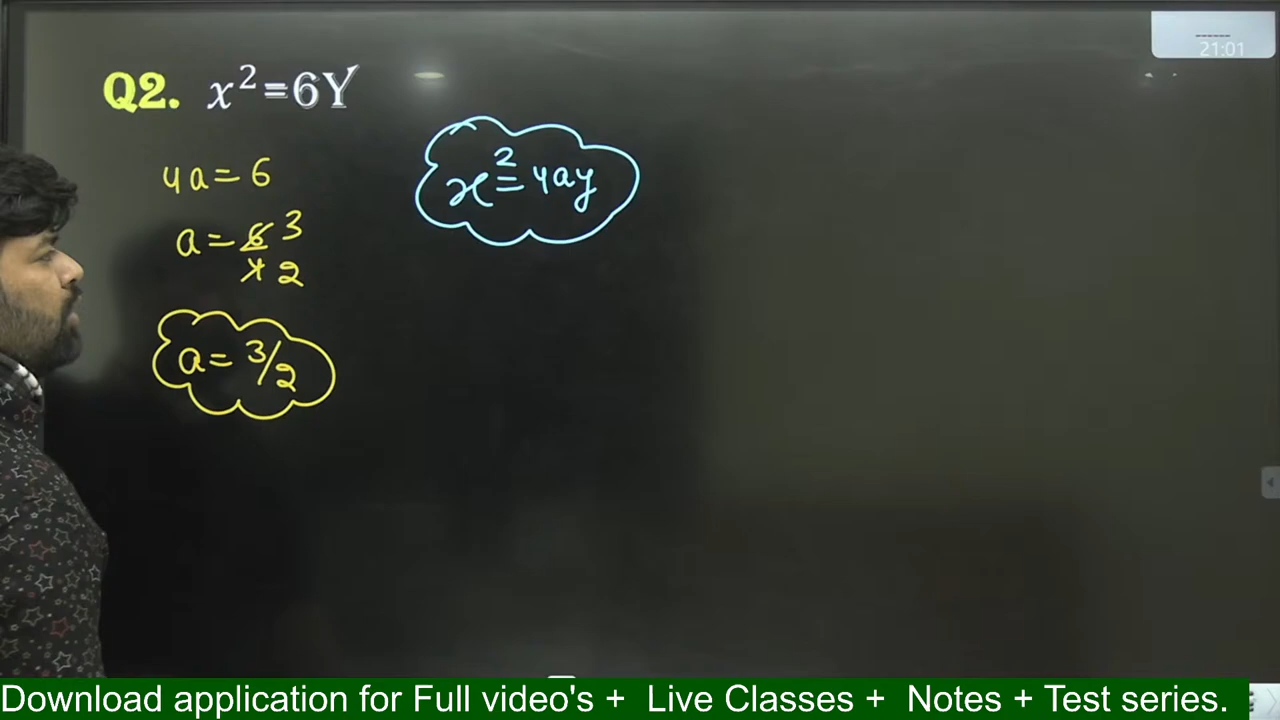 21:01
Q2. x²=6Y
4a = 6
x² = 4ay
a = 6 3
4 2
a = 3/2
Download application for Full video's + Live Classes + Notes + Test series.